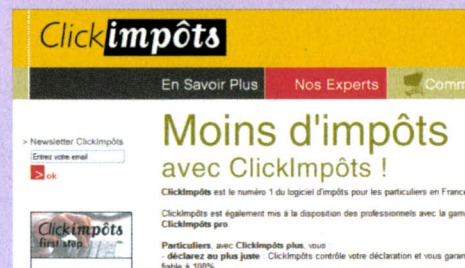 Clickimpôts
En Savoir Plus
Nos Experts
Comm
> Newsletter ClickImpôts
Entrez votre email
> ok
Moins d'impôts
avec ClickImpôts !
ClickImpôts est le numéro 1 du logiciel d'impôts pour les particuliers en France
ClickImpôts est également mis à la disposition des professionnels avec la gam
ClickImpôts pro.
Particuliers, avec ClickImpôts plus, vous :
- déclarez au plus juste : ClickImpôts contrôle votre déclaration et vous garan
fiable à 100%
Clickimpôts
first step